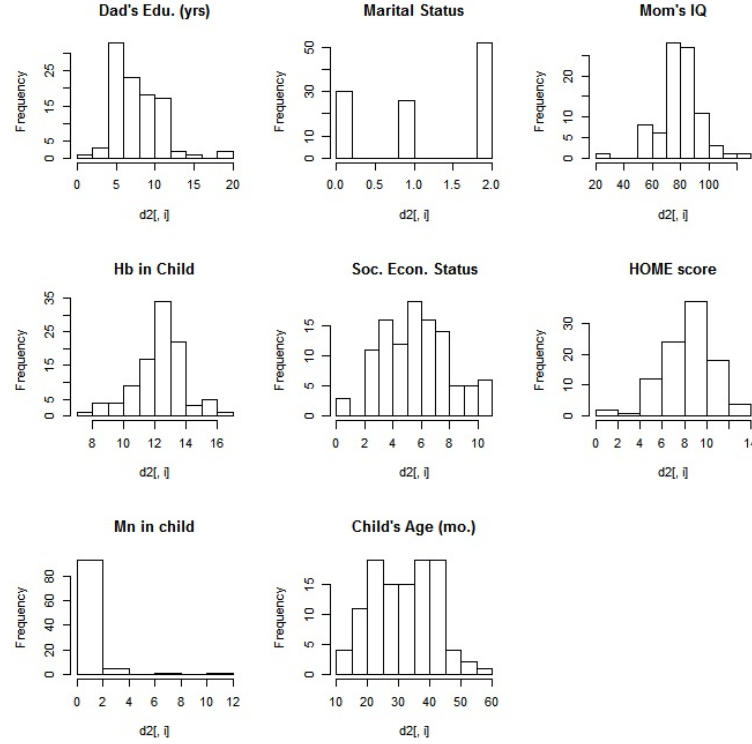 Dad's Edu. (yrs)
Frequency
0 5 15 25
0 5 10 15 20
d2[, i]
Marital Status
Frequency
0 10 30 50
0.0 0.5 1.0 1.5 2.0
d2[, i]
Mom's IQ
Frequency
0 5 10 20
20 40 60 80 100
d2[, i]
Hb in Child
Frequency
0 5 15 25 35
8 10 12 14 16
d2[, i]
Soc. Econ. Status
Frequency
0 5 10 15
0 2 4 6 8 10
d2[, i]
HOME score
Frequency
0 10 20 30
0 2 4 6 8 10 14
d2[, i]
Mn in child
Frequency
0 20 40 60 80
0 2 4 6 8 10 12
d2[, i]
Child's Age (mo.)
Frequency
0 5 10 15
10 20 30 40 50 60
d2[, i]